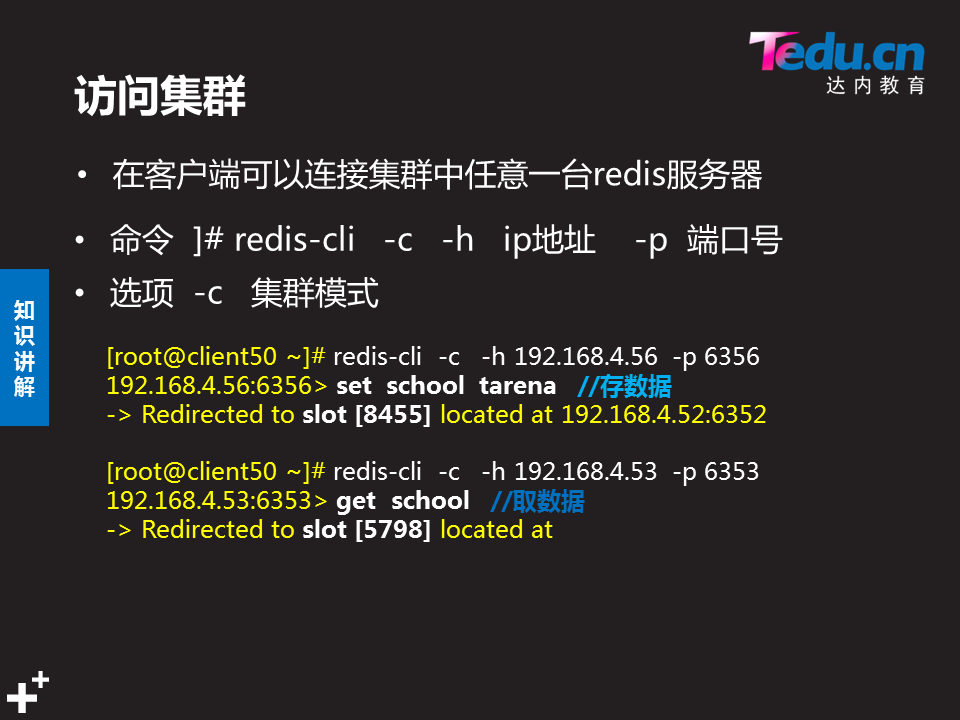 Tedu.cn
达内教育
访问集群
• 在客户端可以连接集群中任意一台redis服务器
• 命令 ]# redis-cli -c -h ip地址 -p 端口号
• 选项 -c 集群模式
知识讲解
[root@client50 ~]# redis-cli -c -h 192.168.4.56 -p 6356
192.168.4.56:6356> set school tarena //存数据
-> Redirected to slot [8455] located at 192.168.4.52:6352
[root@client50 ~]# redis-cli -c -h 192.168.4.53 -p 6353
192.168.4.53:6353> get school //取数据
-> Redirected to slot [5798] located at